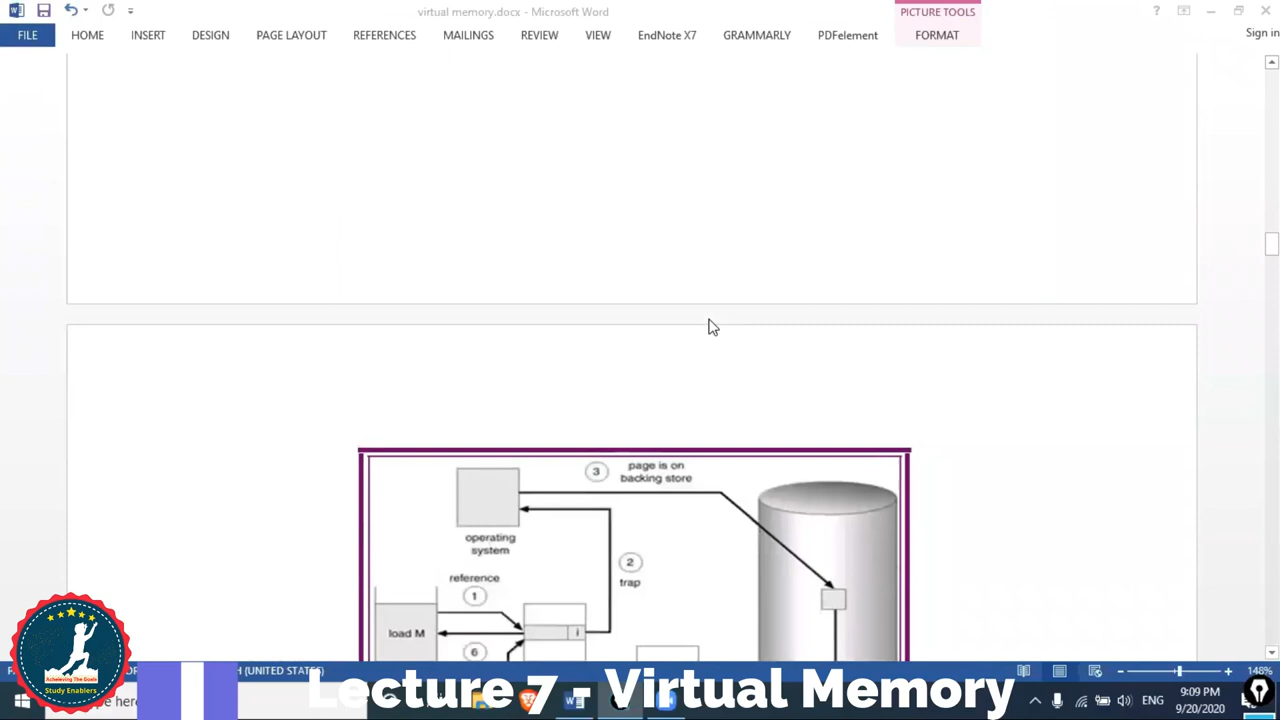 virtual memory.docx - Microsoft Word
PICTURE TOOLS
?
FILE HOME INSERT DESIGN PAGE LAYOUT REFERENCES MAILINGS REVIEW VIEW EndNote X7 GRAMMARLY PDFelement FORMAT
Sign in
3
page is on
backing store
operating
system
2
trap
reference
1
load M
i
6
Achieveing The Goals
Study Enablers
(UNITED STATES)
148%
Lecture 7 - Virtual Memory
ENG
9:09 PM
9/20/2020